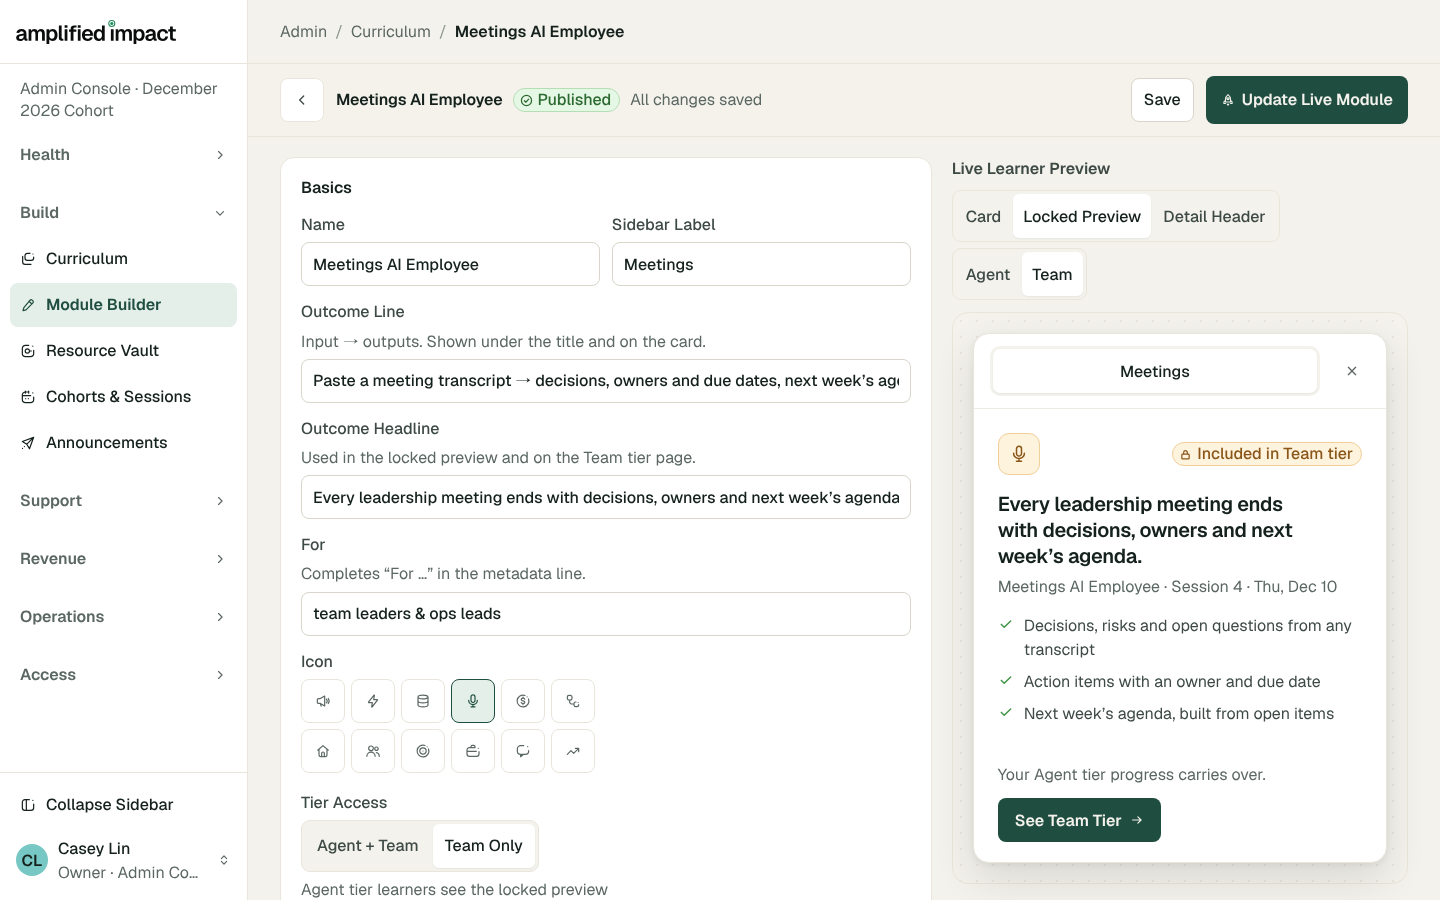 amplified impact
Admin / Curriculum / Meetings AI Employee
Admin Console · December
2026 Cohort
Health
Build
Curriculum
Module Builder
Resource Vault
Cohorts & Sessions
Announcements
Support
Revenue
Operations
Access
Collapse Sidebar
CL
Casey Lin
Owner · Admin Co...
Meetings AI Employee
Published
All changes saved
Save
Update Live Module
Basics
Name
Sidebar Label
Meetings AI Employee
Meetings
Outcome Line
Input → outputs. Shown under the title and on the card.
Paste a meeting transcript → decisions, owners and due dates, next week’s age
Outcome Headline
Used in the locked preview and on the Team tier page.
Every leadership meeting ends with decisions, owners and next week’s agenda
For
Completes “For …” in the metadata line.
team leaders & ops leads
Icon
Tier Access
Agent + Team
Team Only
Agent tier learners see the locked preview
Live Learner Preview
Card
Locked Preview
Detail Header
Agent
Team
Meetings
Included in Team tier
Every leadership meeting ends
with decisions, owners and next
week’s agenda.
Meetings AI Employee · Session 4 · Thu, Dec 10
Decisions, risks and open questions from any
transcript
Action items with an owner and due date
Next week’s agenda, built from open items
Your Agent tier progress carries over.
See Team Tier →